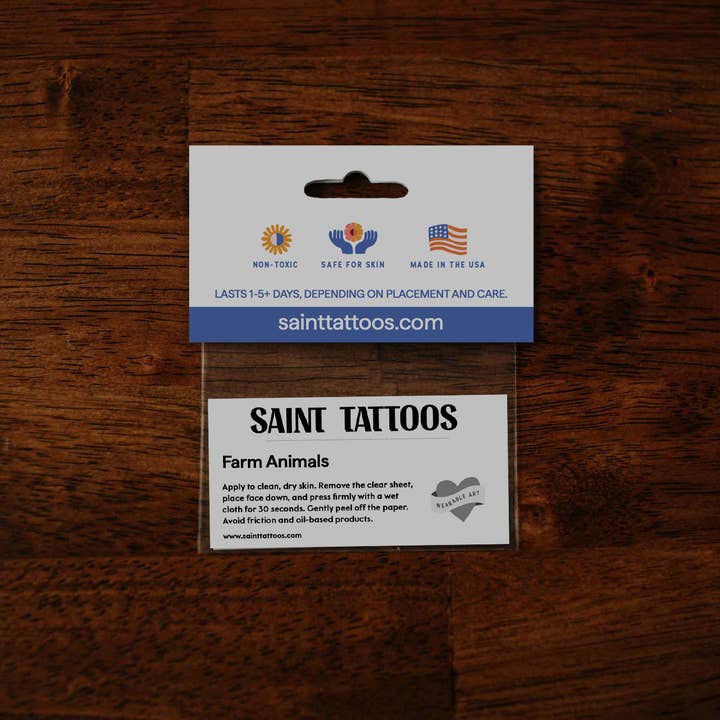 NON-TOXIC
SAFE FOR SKIN
MADE IN THE USA
LASTS 1-5+ DAYS, DEPENDING ON PLACEMENT AND CARE.
sainttattoos.com
SAINT TATTOOS
Farm Animals
Apply to clean, dry skin. Remove the clear sheet,
place face down, and press firmly with a wet
cloth for 30 seconds. Gently peel off the paper.
Avoid friction and oil-based products.
WEARABLE ART
www.sainttattoos.com